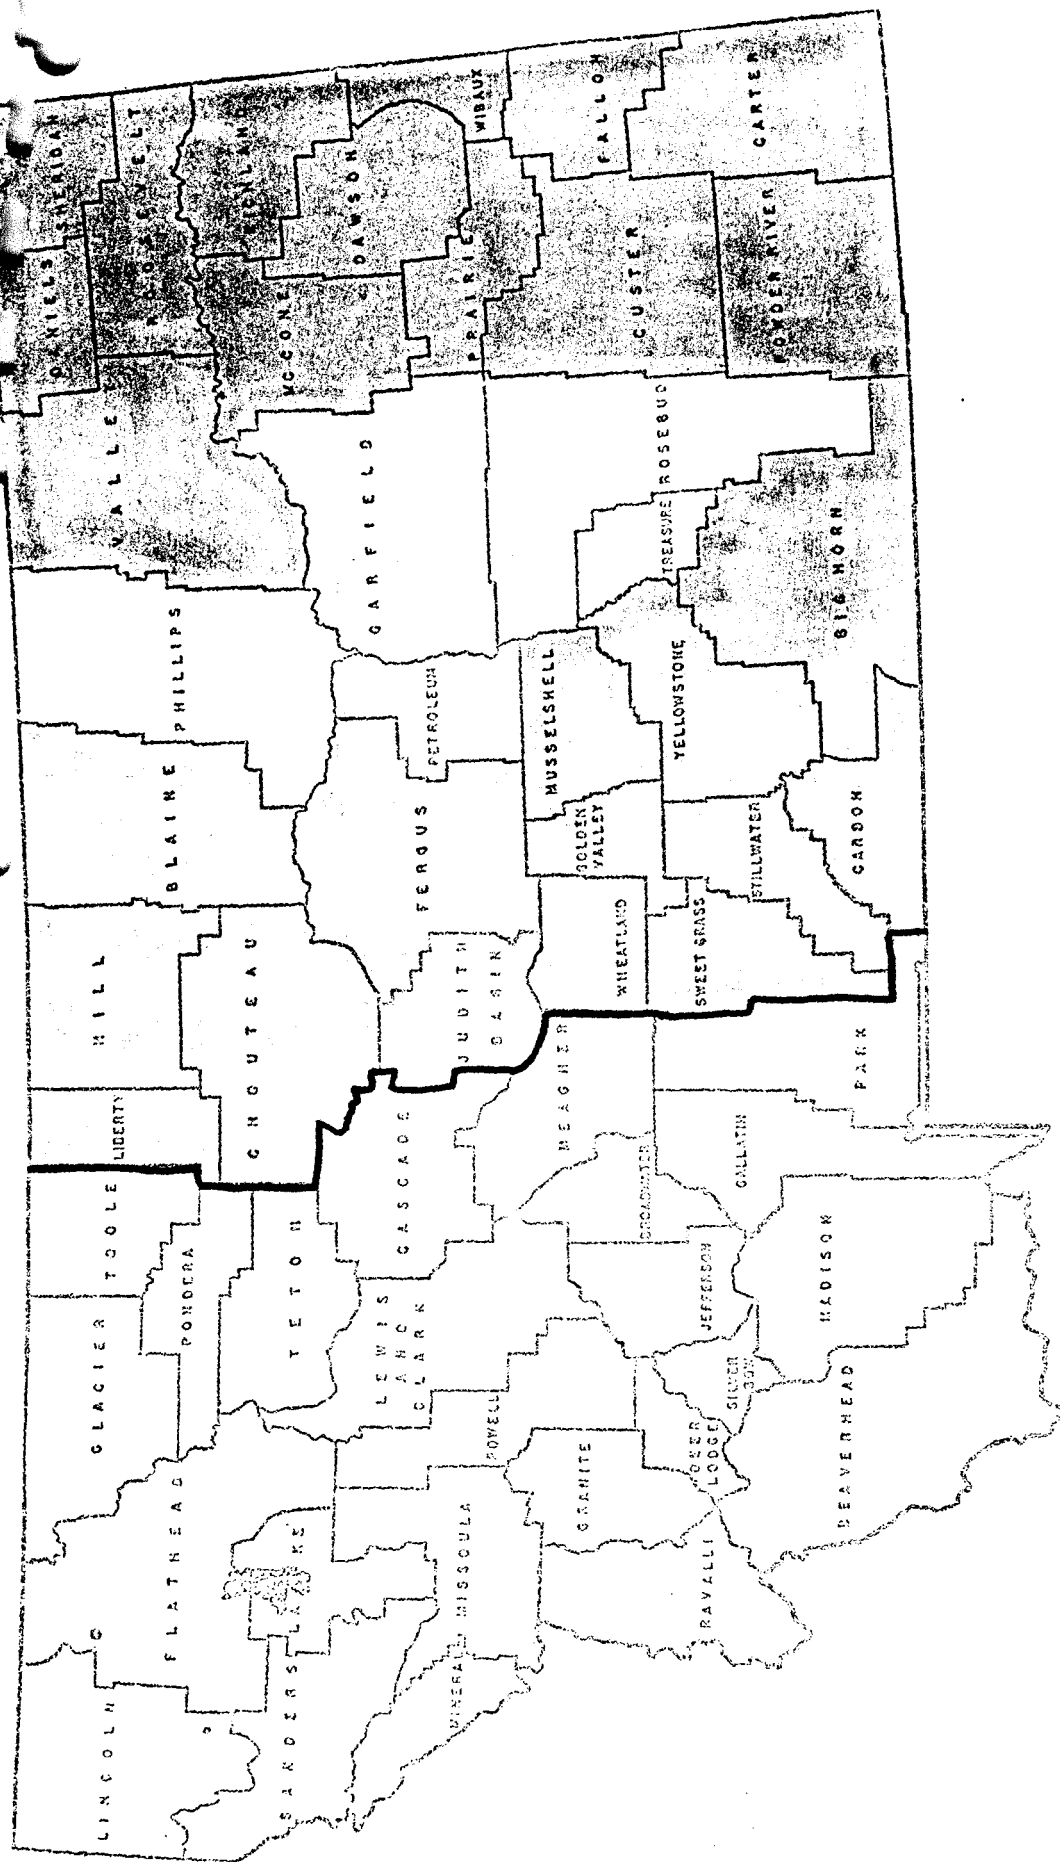 LINCOLN
FLATHEAD
SANDERS
LAKE
MINERAL
MISSOULA
GLACIER
TOOLE
PONDERA
TETON
LEWIS
AND
CLARK
POWELL
GRANITE
RAVALLI
DEER
LODGE
SILVER
BOW
BEAVERHEAD
MADISON
JEFFERSON
BROADWATER
GALLATIN
PARK
MEAGHER
CASCADE
LIBERTY
HILL
CHOUTEAU
JUDITH
BASIN
FERGUS
WHEATLAND
SWEET GRASS
STILLWATER
CARBON
GOLDEN
VALLEY
MUSSELSHELL
YELLOWSTONE
PETROLEUM
BLAINE
PHILLIPS
VALLEY
GARFIELD
TREASURE
ROSEBUD
BIG HORN
DANIELS
SHERIDAN
ROOSEVELT
RICHLAND
MCCONE
DAWSON
PRAIRIE
WIBAUX
FALLON
CUSTER
POWDER RIVER
CARTER